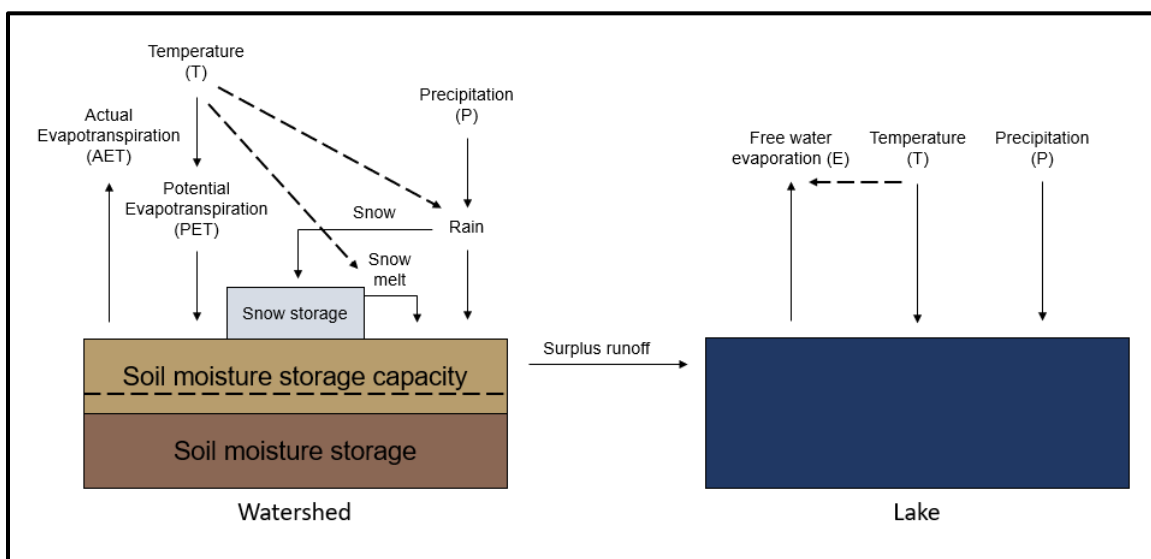 Temperature
(T)
Precipitation
(P)
Actual
Evapotranspiration
(AET)
Potential
Evapotranspiration
(PET)
Snow
Rain
Snow
melt
Snow storage
Soil moisture storage capacity
Soil moisture storage
Watershed
Surplus runoff
Free water
evaporation (E)
Temperature
(T)
Precipitation
(P)
Lake